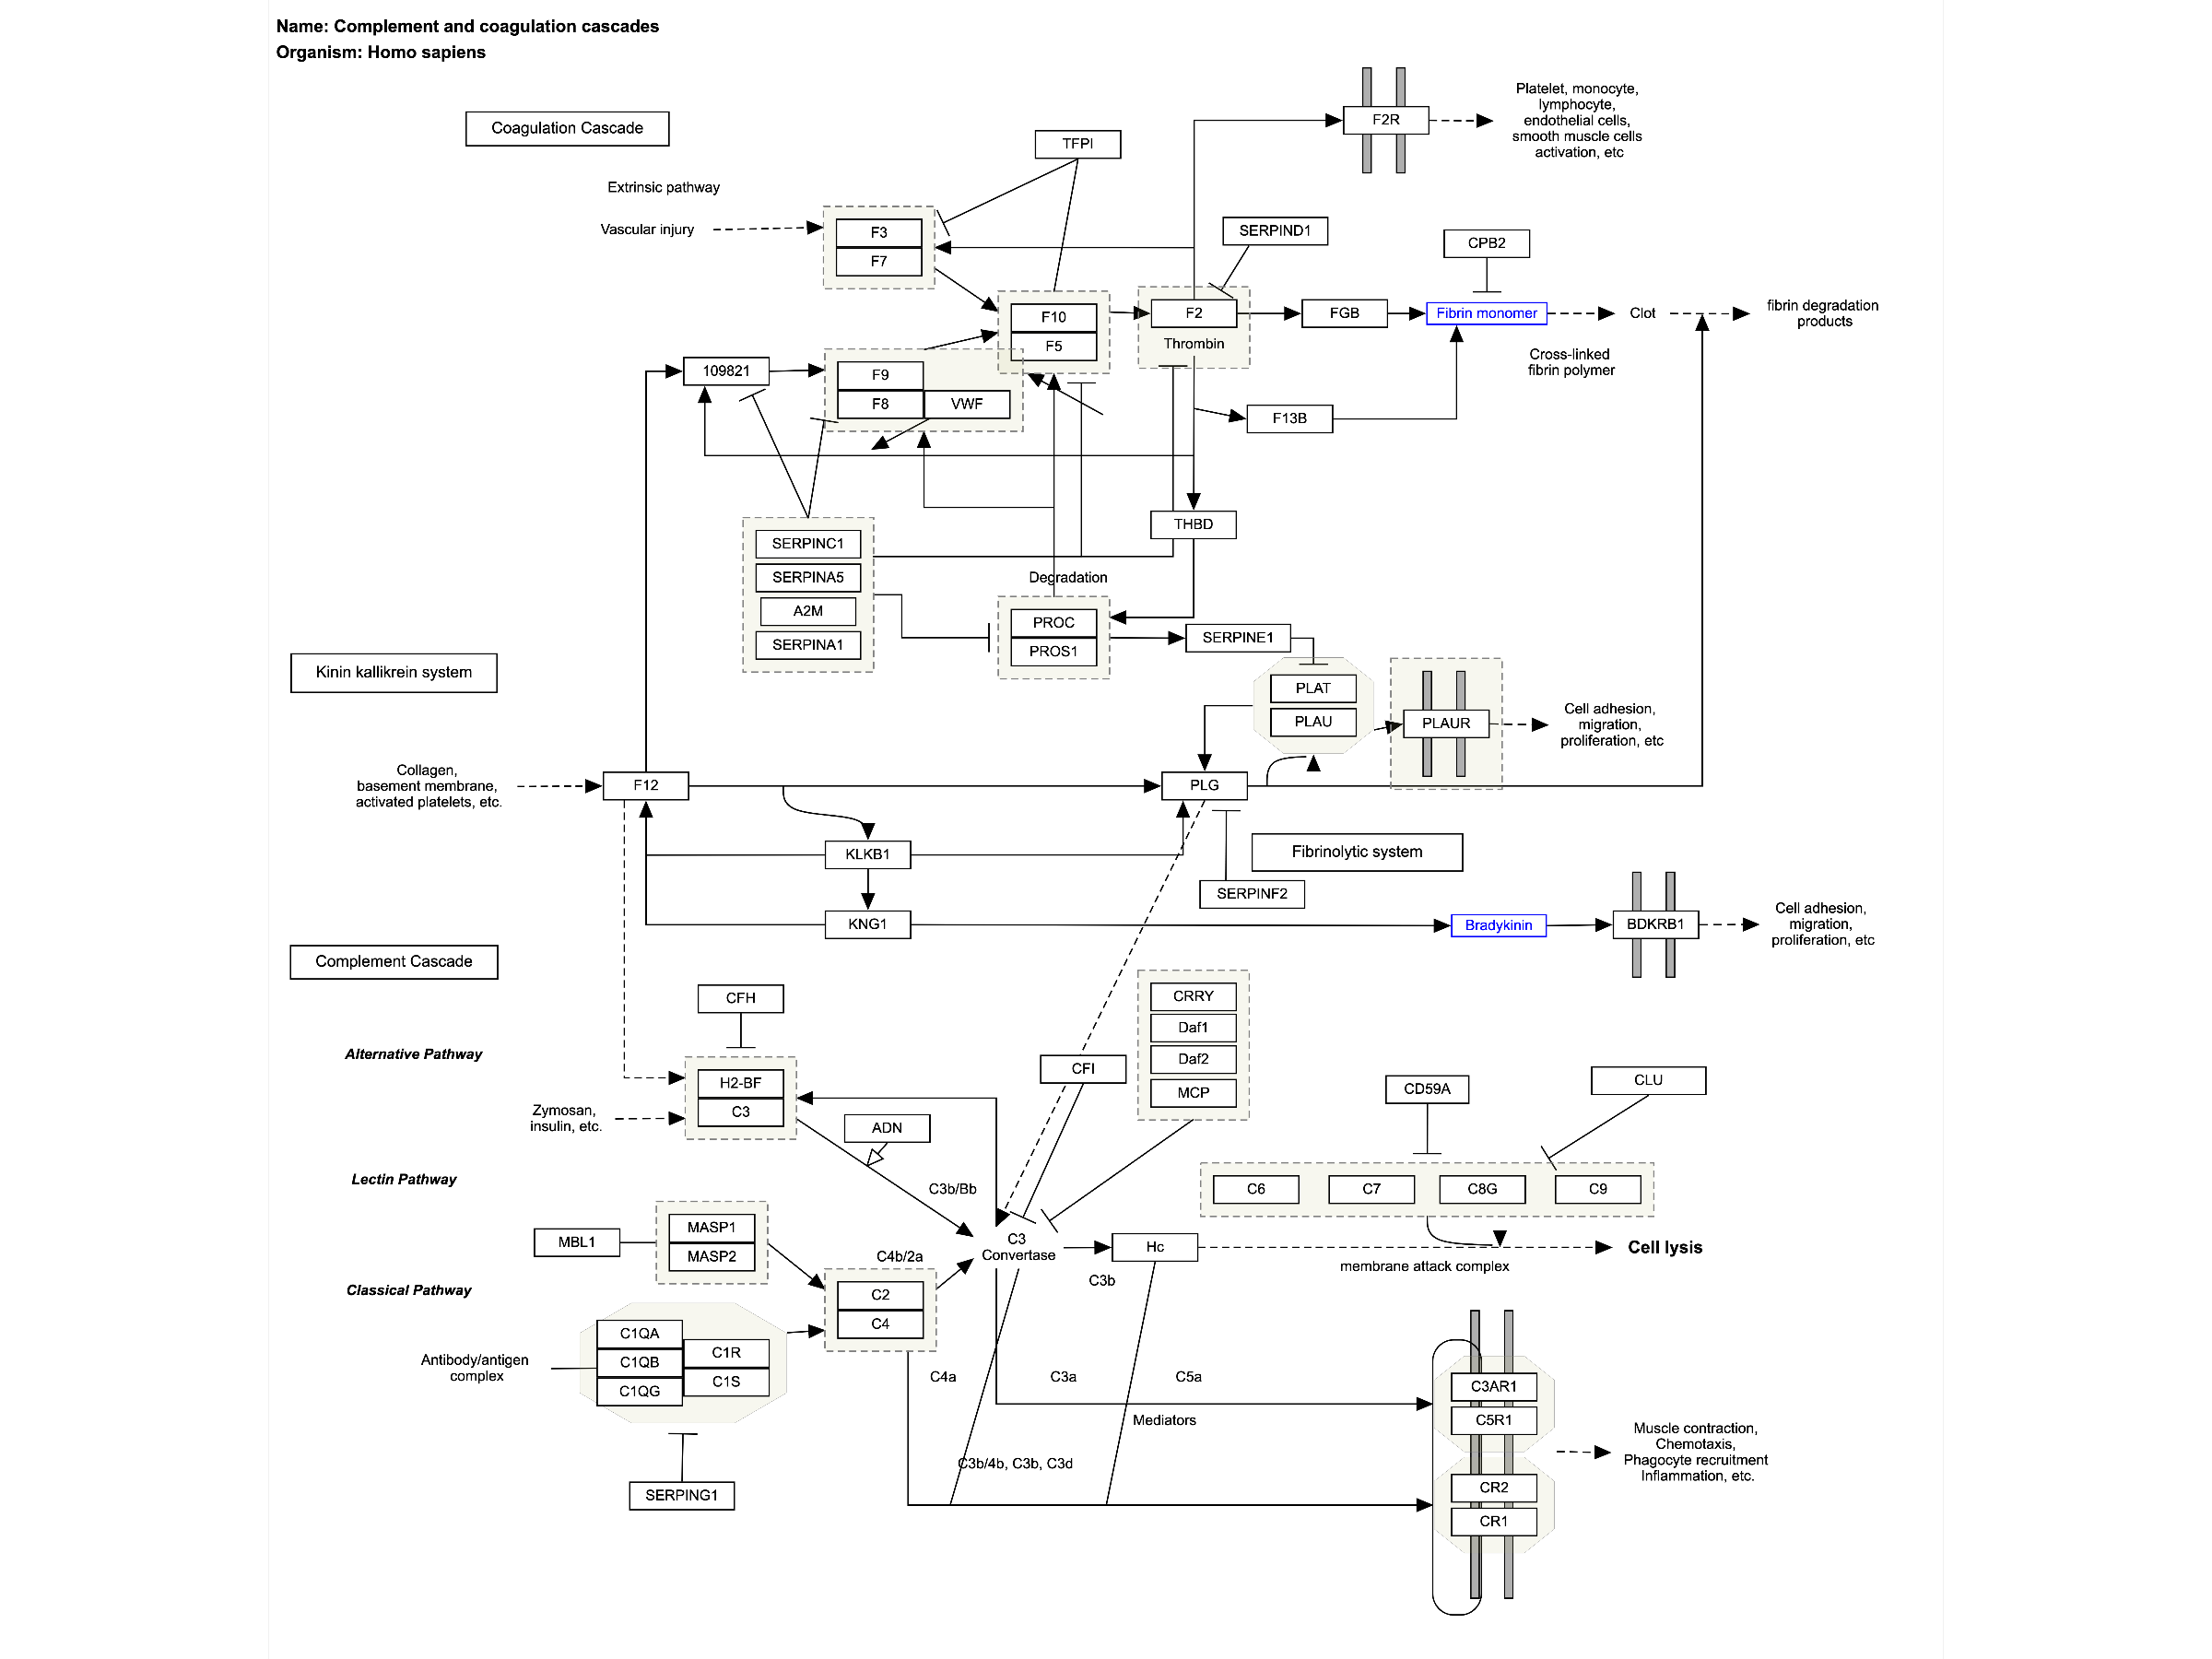 Name: Complement and coagulation cascades
Organism: Homo sapiens
Coagulation Cascade
Extrinsic pathway
Vascular injury
TFPI
F3
F7
F2R
Platelet, monocyte,
lymphocyte,
endothelial cells,
smooth muscle cells
activation, etc
SERPIND1
CPB2
F10
F5
F2
Thrombin
FGB
Fibrin monomer
Clot
fibrin degradation
products
Cross-linked
fibrin polymer
109821
F9
F8
VWF
F13B
THBD
SERPINC1
SERPINA5
A2M
SERPINA1
Degradation
PROC
PROS1
SERPINE1
PLAT
PLAU
PLAUR
Cell adhesion,
migration,
proliferation, etc
Kinin kallikrein system
Collagen,
basement membrane,
activated platelets, etc.
F12
PLG
KLKB1
Fibrinolytic system
SERPINF2
KNG1
Bradykinin
BDKRB1
Cell adhesion,
migration,
proliferation, etc
Complement Cascade
CFH
CRRY
Daf1
Daf2
MCP
Alternative Pathway
H2-BF
C3
CFI
CD59A
CLU
Zymosan,
insulin, etc.
ADN
Lectin Pathway
C3b/Bb
C6
C7
C8G
C9
MBL1
MASP1
MASP2
C4b/2a
C3
Convertase
Hc
Cell lysis
C3b
membrane attack complex
Classical Pathway
C2
C4
Antibody/antigen
complex
C1QA
C1QB
C1QG
C1R
C1S
C4a
C3a
C5a
C3AR1
C5R1
Mediators
Muscle contraction,
Chemotaxis,
Phagocyte recruitment
Inflammation, etc.
C3b/4b, C3b, C3d
SERPING1
CR2
CR1